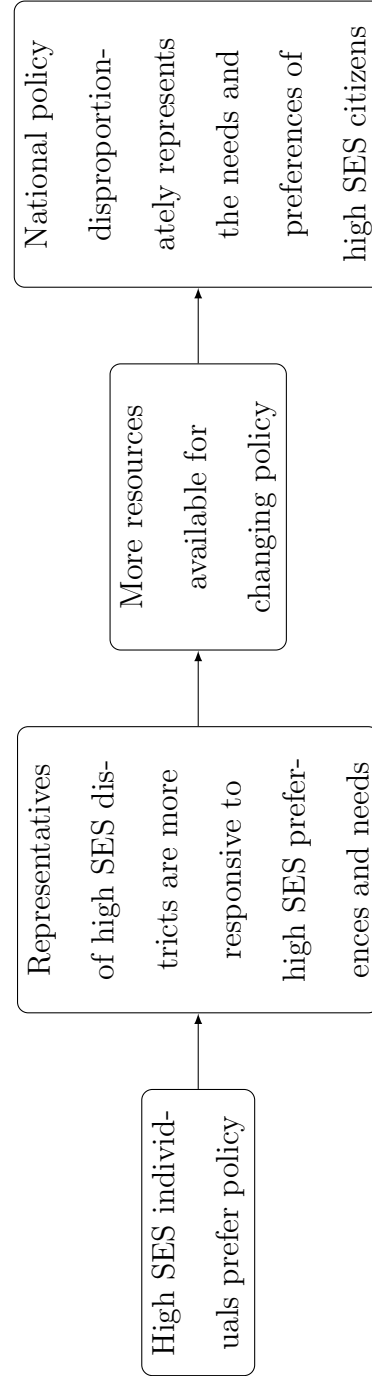 High SES individ-
uals prefer policy
Representatives
of high SES dis-
tricts are more
responsive to
high SES prefer-
ences and needs
More resources
available for
changing policy
National policy
disproportion-
ately represents
the needs and
preferences of
high SES citizens